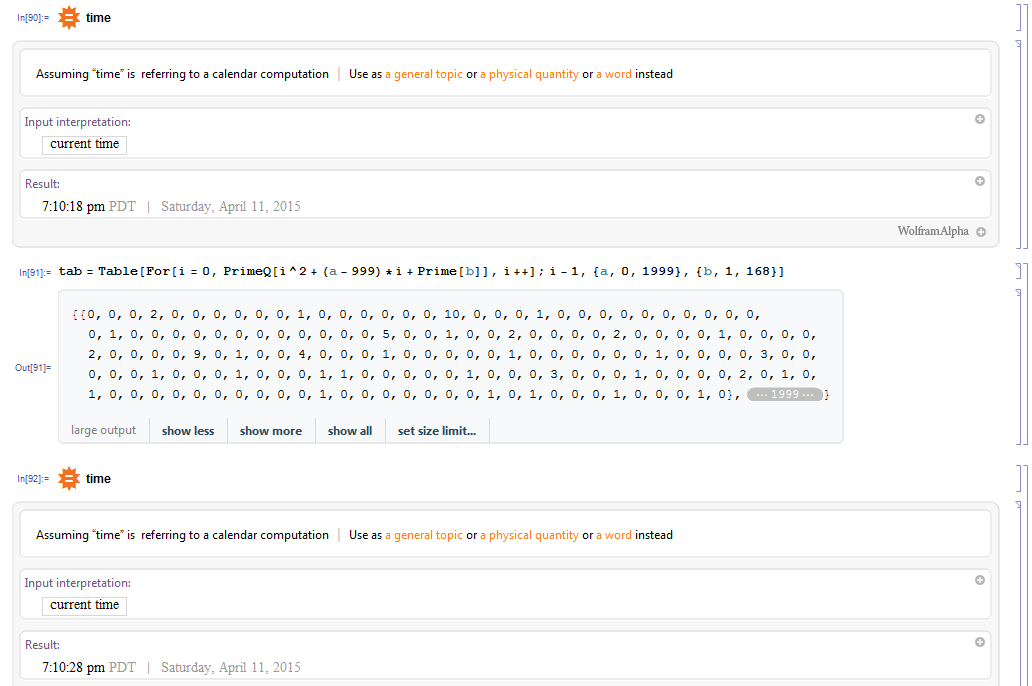 In[90]:= time
Assuming “time” is referring to a calendar computation | Use as a general topic or a physical quantity or a word instead
Input interpretation:
current time
Result:
7:10:18 pm PDT | Saturday, April 11, 2015
WolframAlpha
In[91]:= tab = Table[For[i = 0, PrimeQ[i^2 + (a - 999) * i + Prime[b]], i ++]; i - 1, {a, 0, 1999}, {b, 1, 168}]
Out[91]=
{{0, 0, 0, 2, 0, 0, 0, 0, 0, 0, 1, 0, 0, 0, 0, 0, 0, 10, 0, 0, 0, 1, 0, 0, 0, 0, 0, 0, 0, 0, 0, 0,
0, 1, 0, 0, 0, 0, 0, 0, 0, 0, 0, 0, 0, 0, 5, 0, 0, 1, 0, 0, 2, 0, 0, 0, 0, 2, 0, 0, 0, 0, 1, 0, 0, 0, 0,
2, 0, 0, 0, 0, 9, 0, 1, 0, 0, 4, 0, 0, 0, 1, 0, 0, 0, 0, 0, 1, 0, 0, 0, 0, 0, 0, 1, 0, 0, 0, 0, 3, 0, 0,
0, 0, 0, 1, 0, 0, 0, 1, 0, 0, 0, 1, 1, 0, 0, 0, 0, 0, 1, 0, 0, 0, 3, 0, 0, 0, 1, 0, 0, 0, 0, 2, 0, 1, 0,
1, 0, 0, 0, 0, 0, 0, 0, 0, 0, 0, 1, 0, 0, 0, 0, 0, 0, 0, 1, 0, 1, 0, 0, 0, 1, 0, 0, 0, 1, 0}, ··· 1999 ··· }
large output show less show more show all set size limit...
In[92]:= time
Assuming “time” is referring to a calendar computation | Use as a general topic or a physical quantity or a word instead
Input interpretation:
current time
Result:
7:10:28 pm PDT | Saturday, April 11, 2015